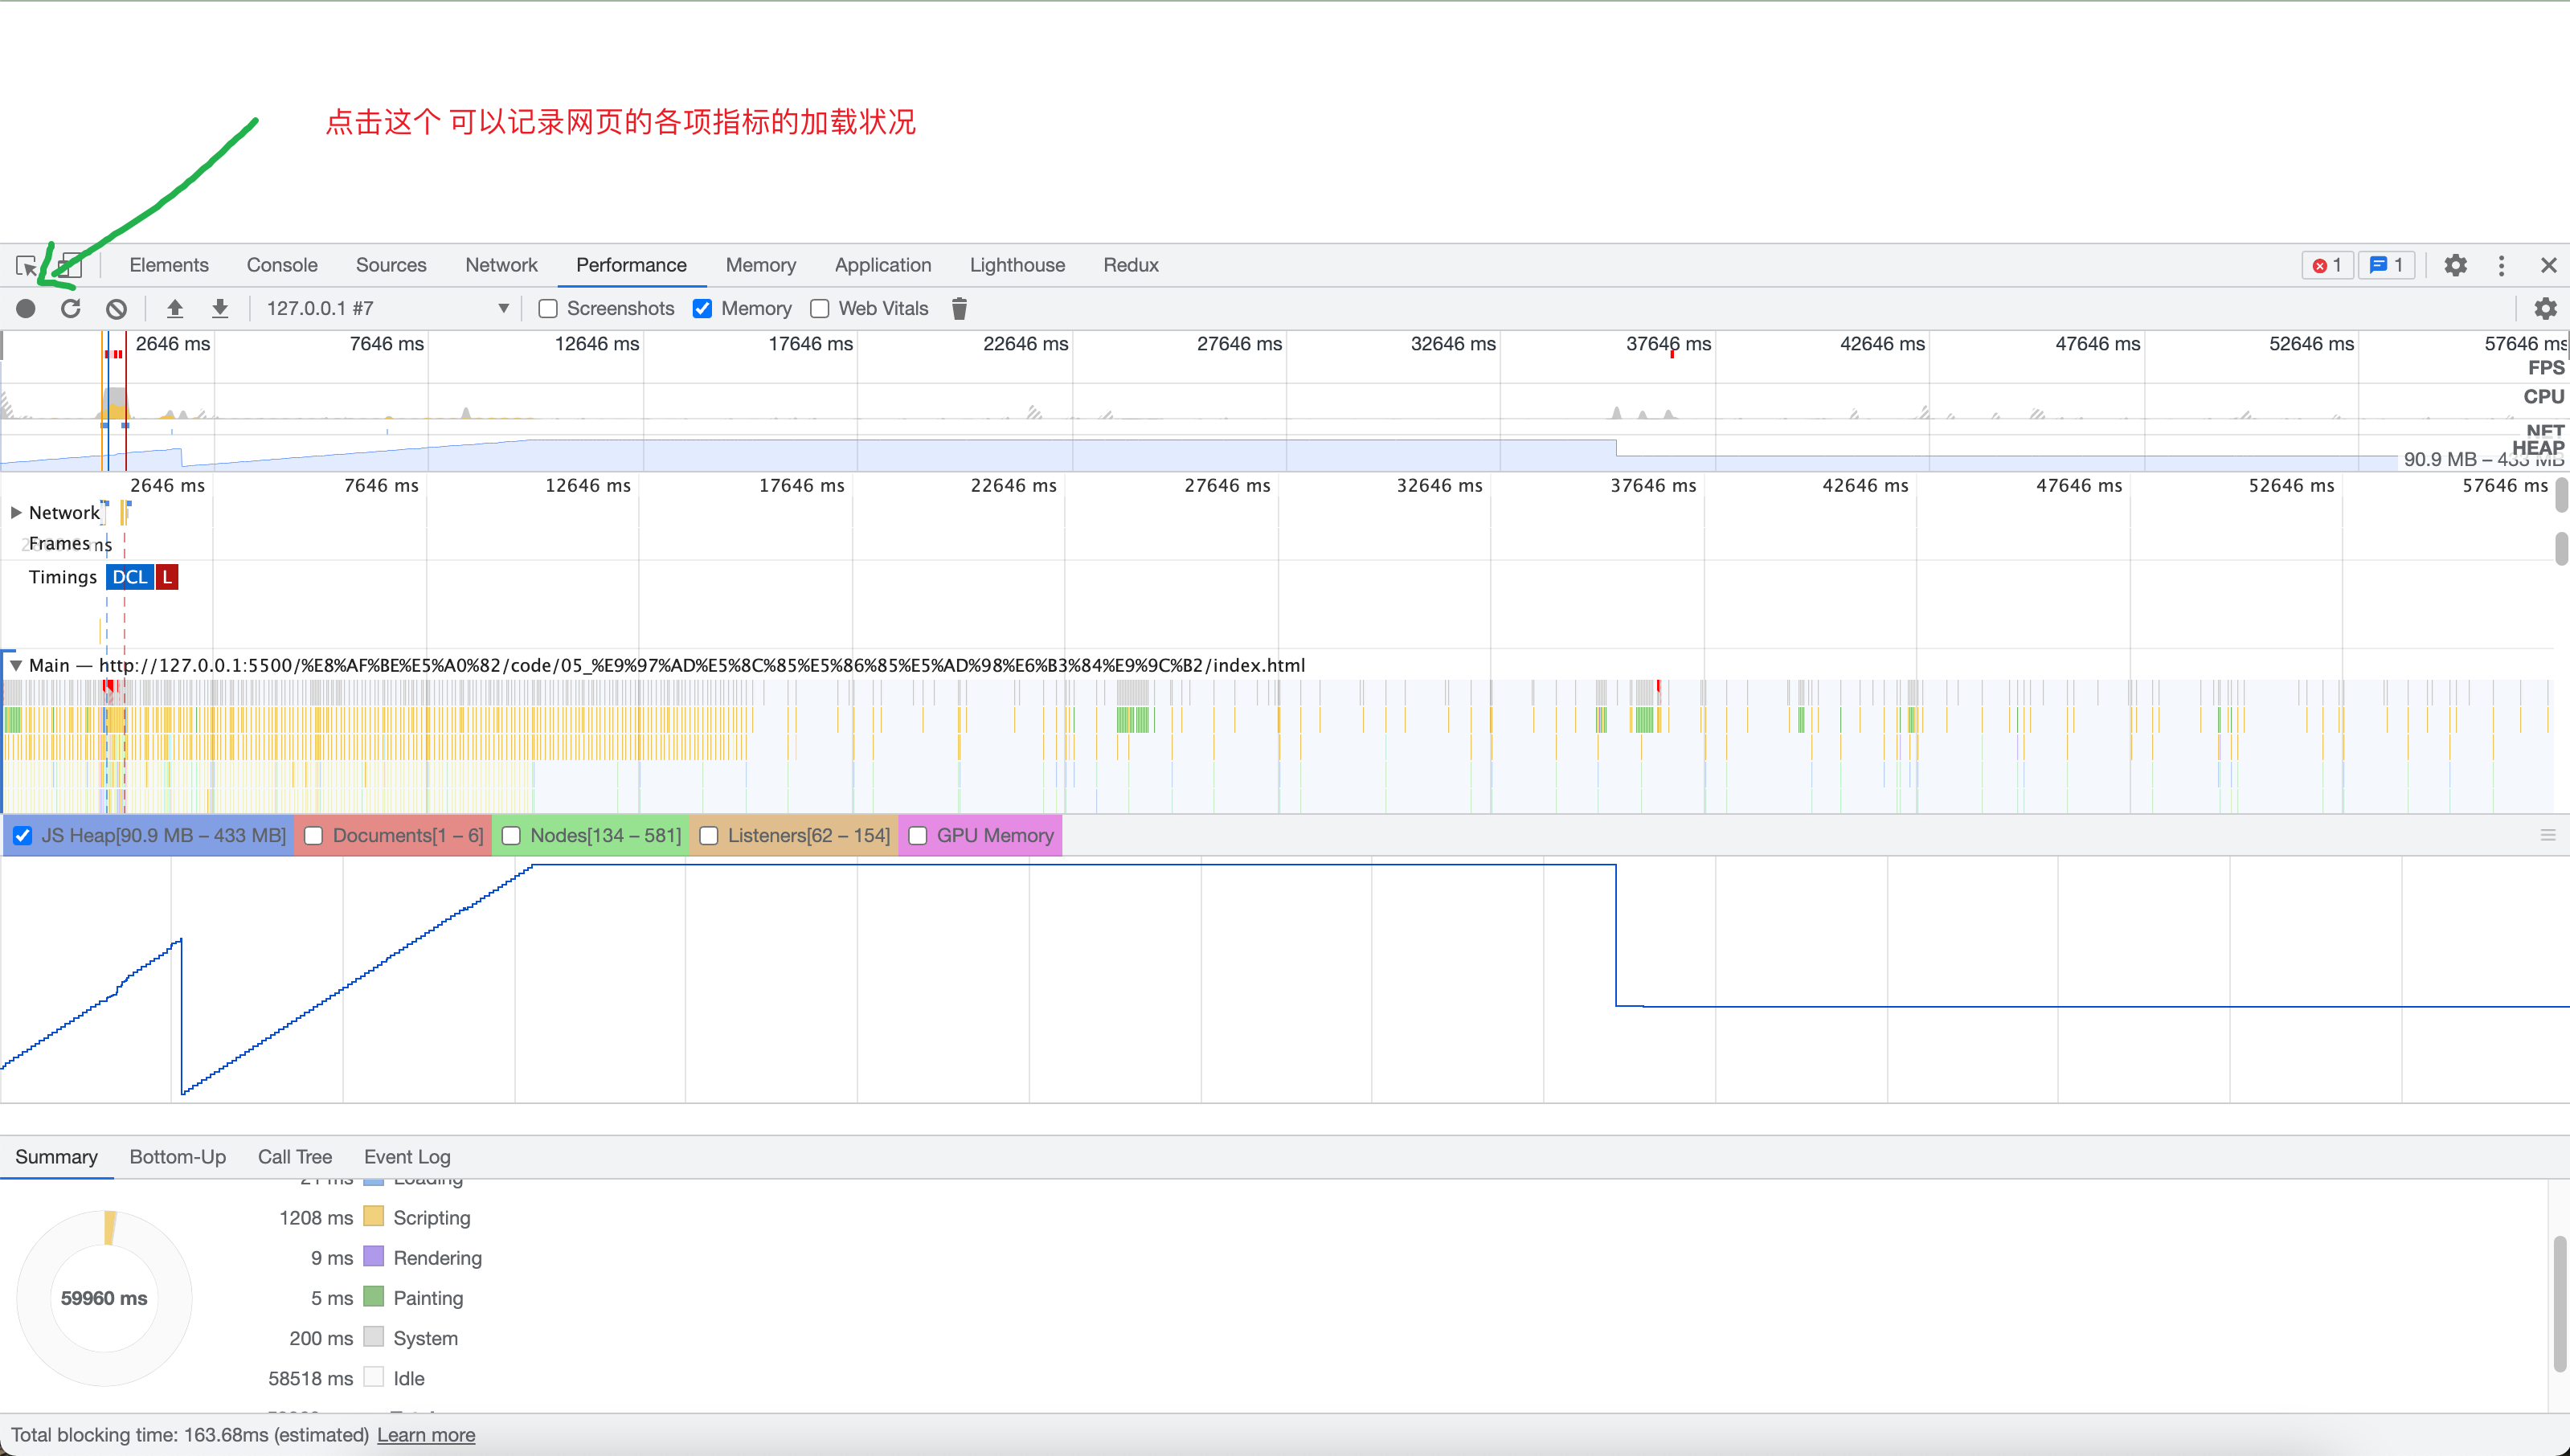 点击这个 可以记录网页的各项指标的加载状况
Elements Console Sources Network Performance Memory Application Lighthouse Redux 1 1
127.0.0.1 #7 Screenshots Memory Web Vitals
2646 ms 7646 ms 12646 ms 17646 ms 22646 ms 27646 ms 32646 ms 37646 ms 42646 ms 47646 ms 52646 ms 57646 ms
FPS
CPU
NET
HEAP
90.9 MB – 433 MB
2646 ms 7646 ms 12646 ms 17646 ms 22646 ms 27646 ms 32646 ms 37646 ms 42646 ms 47646 ms 52646 ms 57646 ms
Network
Frames ns
Timings DCL L
Main — http://127.0.0.1:5500/%E8%AF%BE%E5%A0%82/code/05_%E9%97%AD%E5%8C%85%E5%86%85%E5%AD%98%E6%B3%84%E9%9C%B2/index.html
JS Heap[90.9 MB – 433 MB] Documents[1 – 6] Nodes[134 – 581] Listeners[62 – 154] GPU Memory
Summary Bottom-Up Call Tree Event Log
21 ms Loading
1208 ms Scripting
9 ms Rendering
59960 ms
5 ms Painting
200 ms System
58518 ms Idle
Total blocking time: 163.68ms (estimated) Learn more